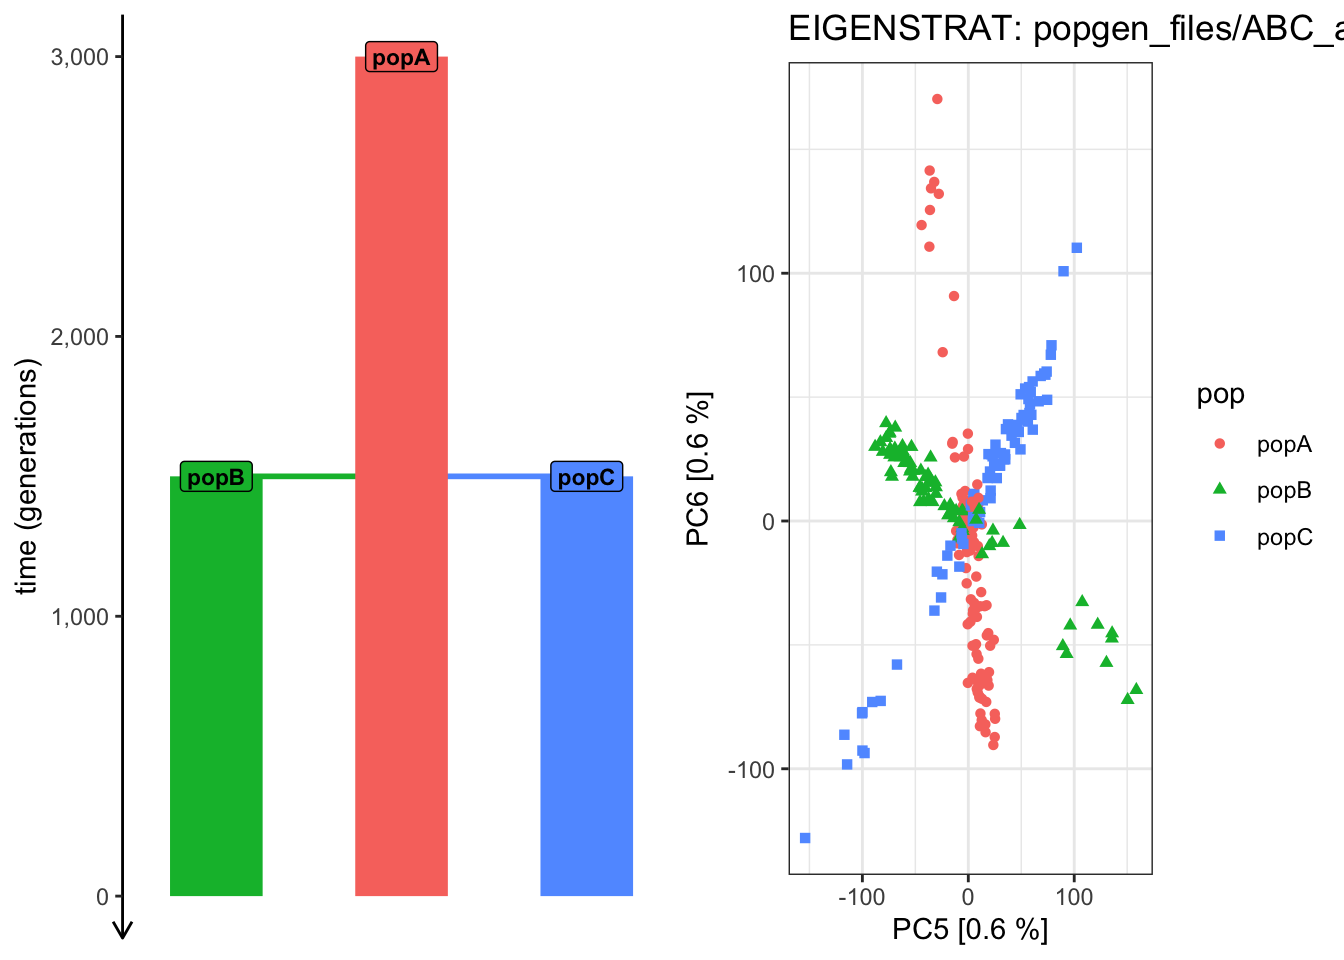 time (generations)
3,000
2,000
1,000
0
popA
popB
popC
EIGENSTRAT: popgen_files/ABC_a
PC6 [0.6 %]
100
0
-100
-100
0
100
PC5 [0.6 %]
pop
popA
popB
popC